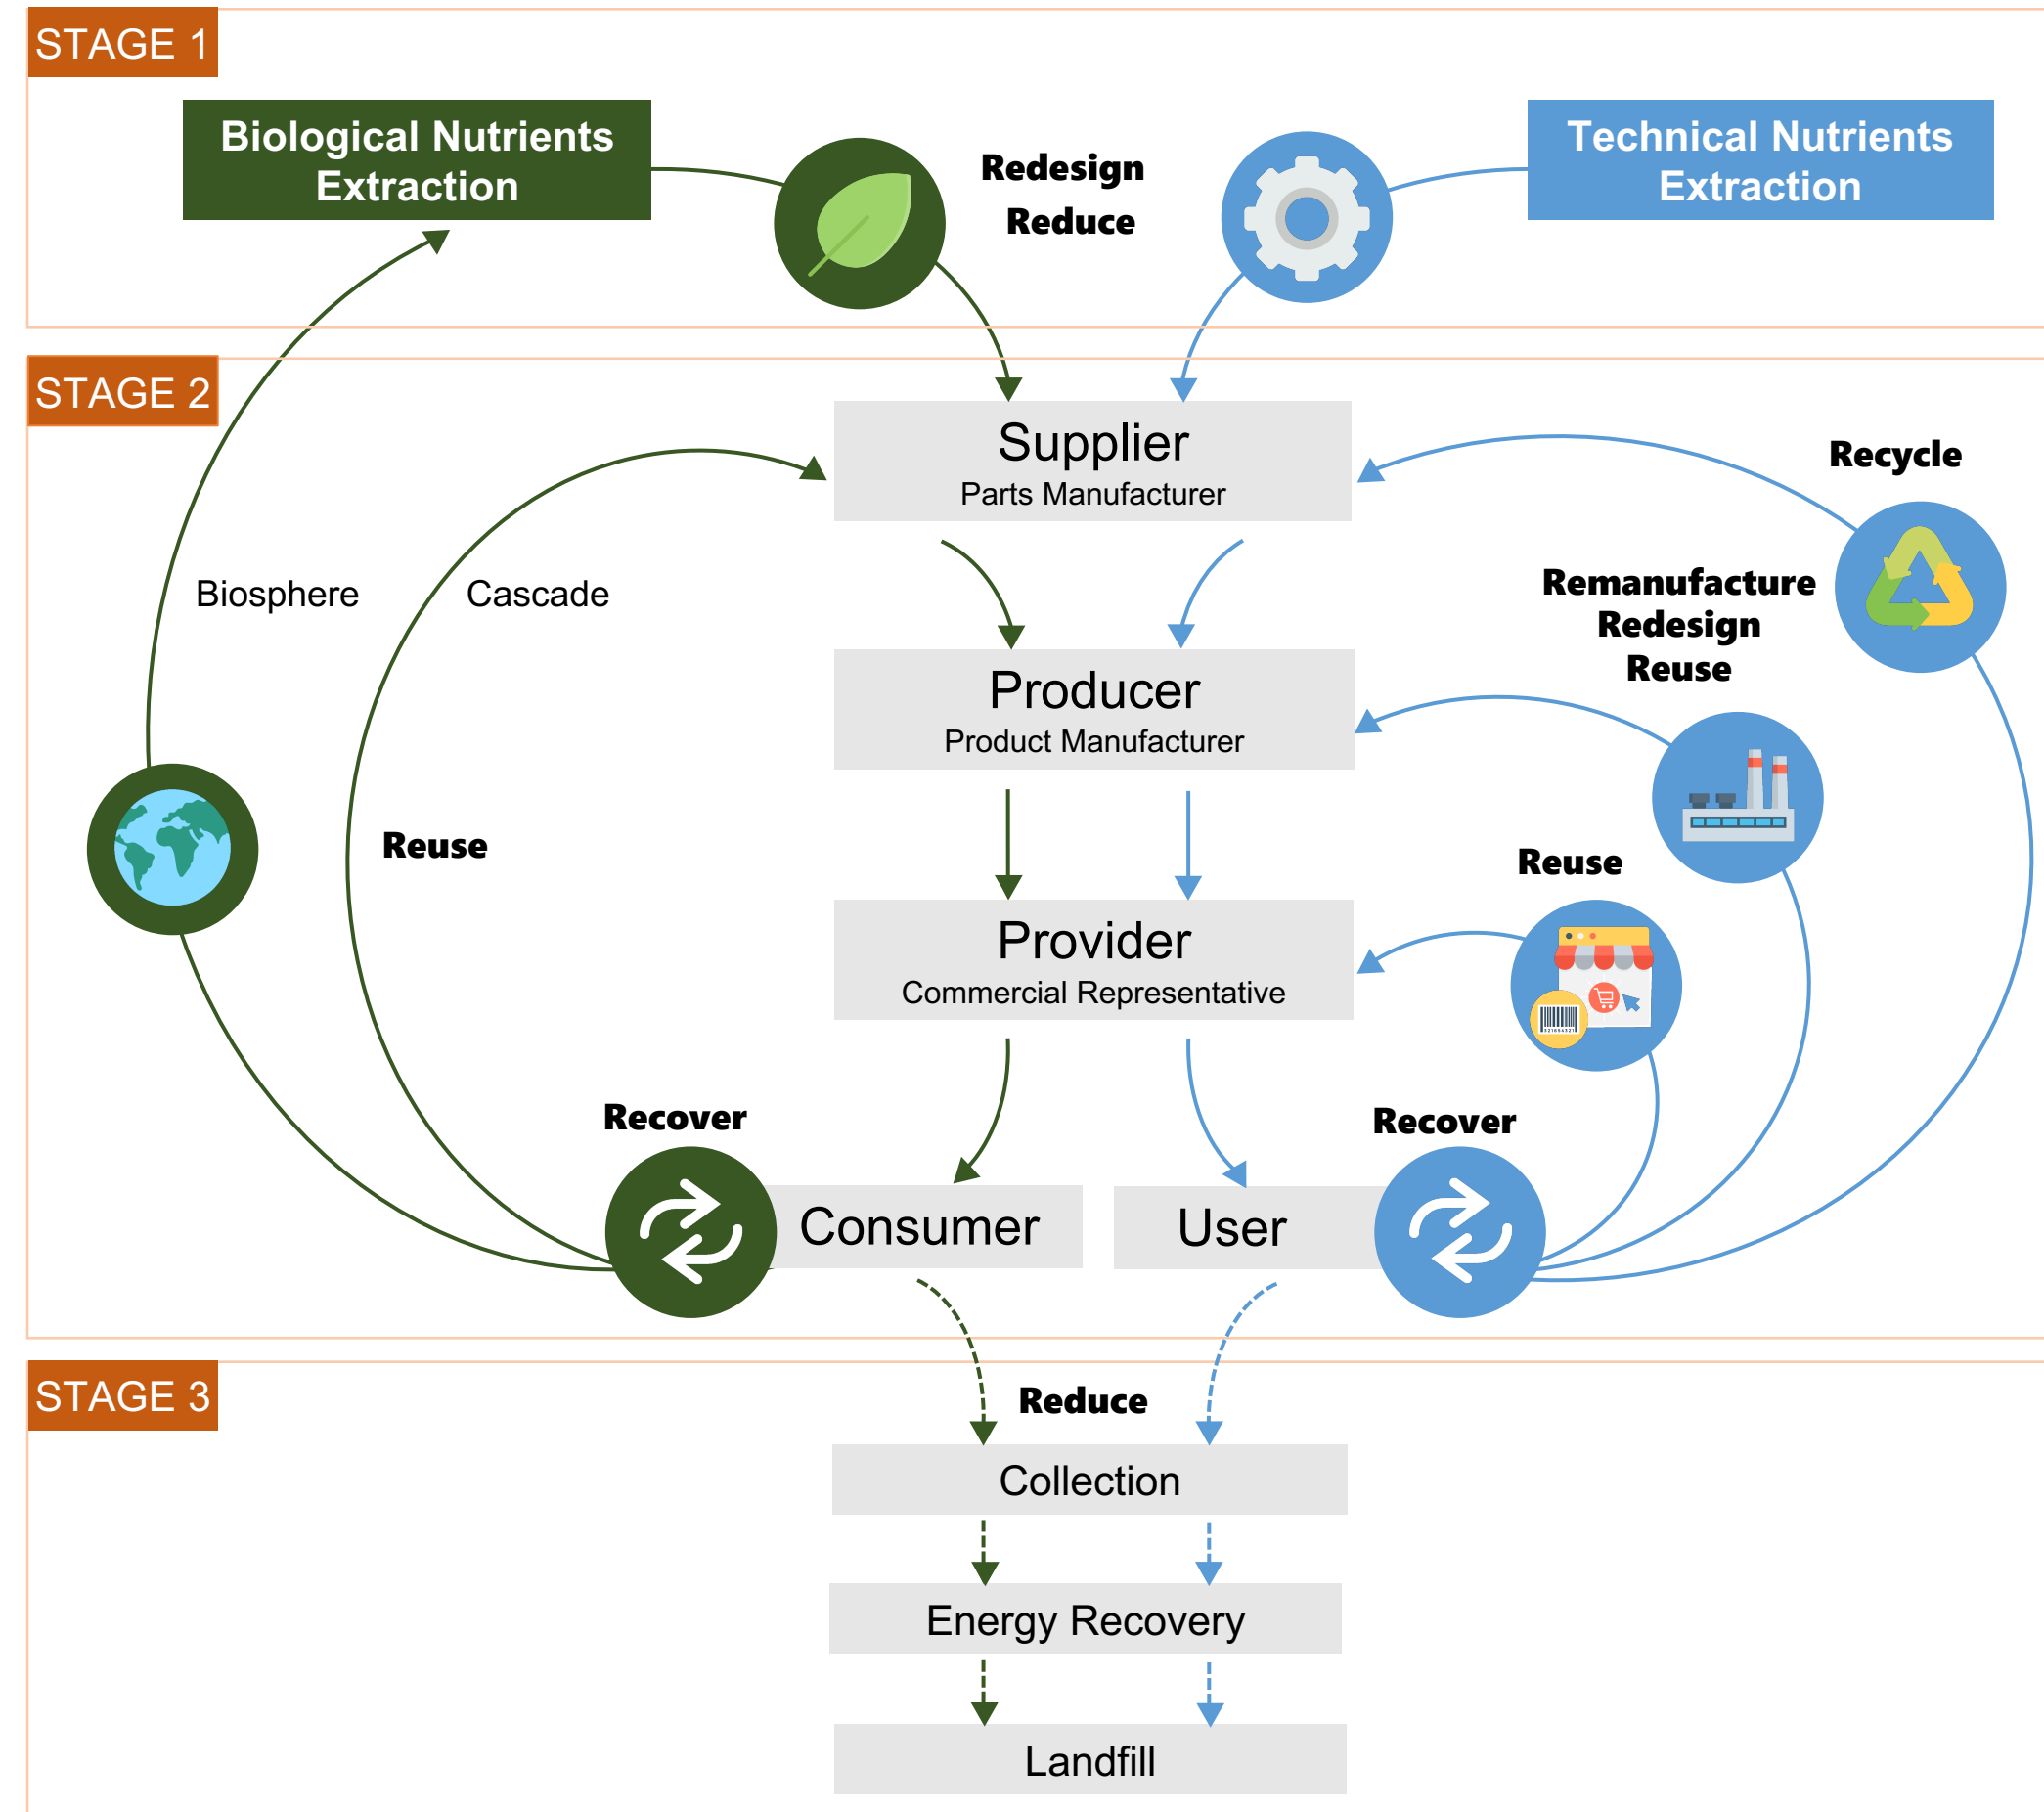 STAGE 1
Biological Nutrients
Extraction
Redesign
Reduce
Technical Nutrients
Extraction
STAGE 2
Supplier
Parts Manufacturer
Recycle
Biosphere
Cascade
Remanufacture
Redesign
Reuse
Producer
Product Manufacturer
Reuse
Reuse
Provider
Commercial Representative
Recover
Recover
Consumer
User
STAGE 3
Reduce
Collection
Energy Recovery
Landfill